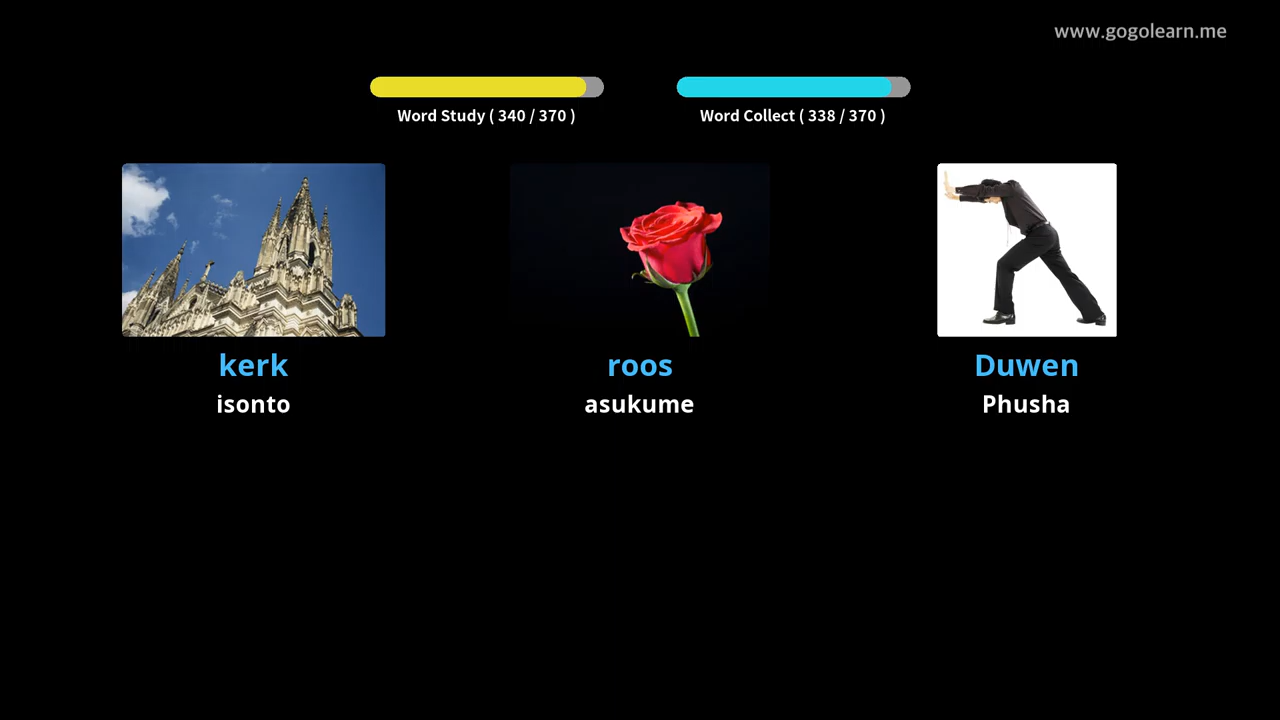 www.gogolearn.me
Word Study ( 340 / 370 )
Word Collect ( 338 / 370 )
kerk
isonto
roos
asukume
Duwen
Phusha